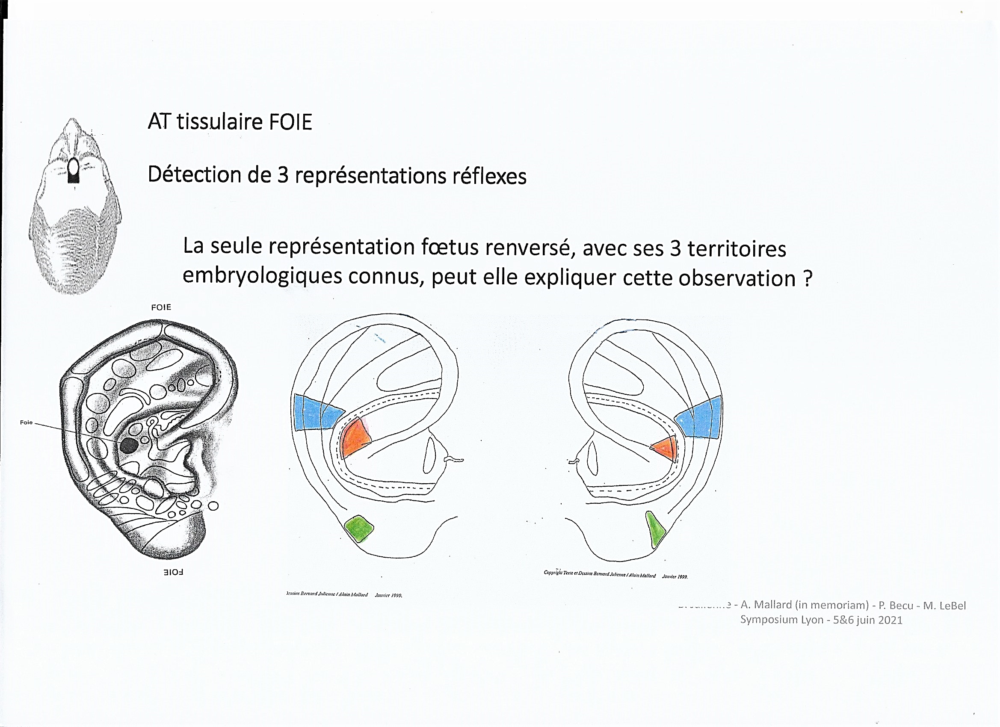 AT tissulaire FOIE
Détection de 3 représentations réflexes
La seule représentation fœtus renversé, avec ses 3 territoires
embryologiques connus, peut elle expliquer cette observation ?
FOIE
Foie
FOIE
Dessins Bernard Julienne / Alain Mallard Janvier 1999.
Copyright Texte et Dessins Bernard Julienne / Alain Mallard Janvier 1999.
- A. Mallard (in memoriam) - P. Becu - M. LeBel
Symposium Lyon - 5&6 juin 2021